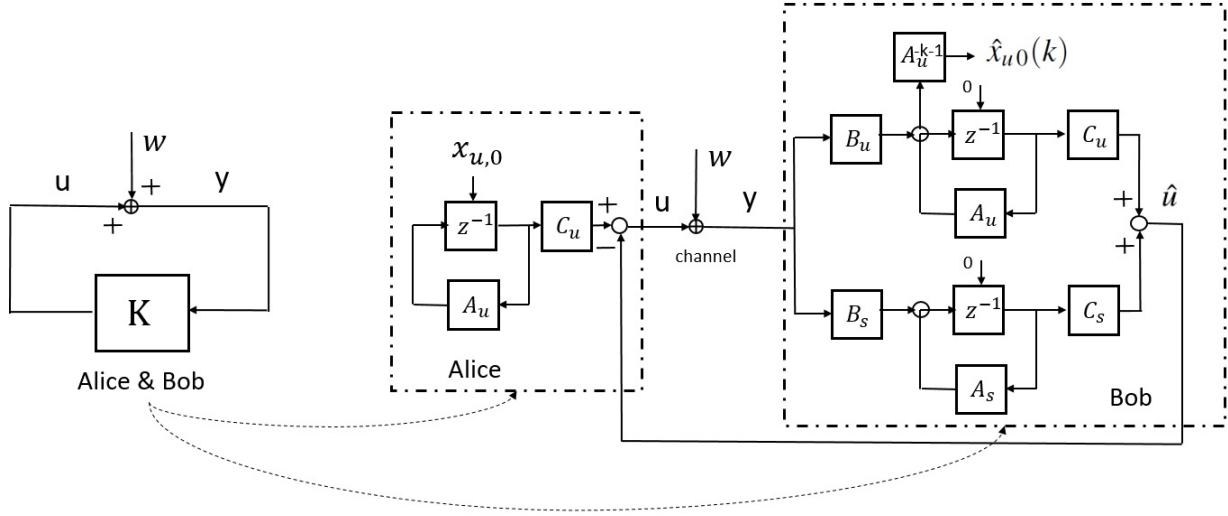 w
u
+
+
y
K
Alice & Bob
x_{u,0}
z^{-1}
C_u
A_u
+
−
Alice
u
w
y
channel
A_u^{-k-1}
\hat{x}_{u0}(k)
0
B_u
z^{-1}
C_u
A_u
+
\hat{u}
+
0
B_s
z^{-1}
C_s
A_s
Bob